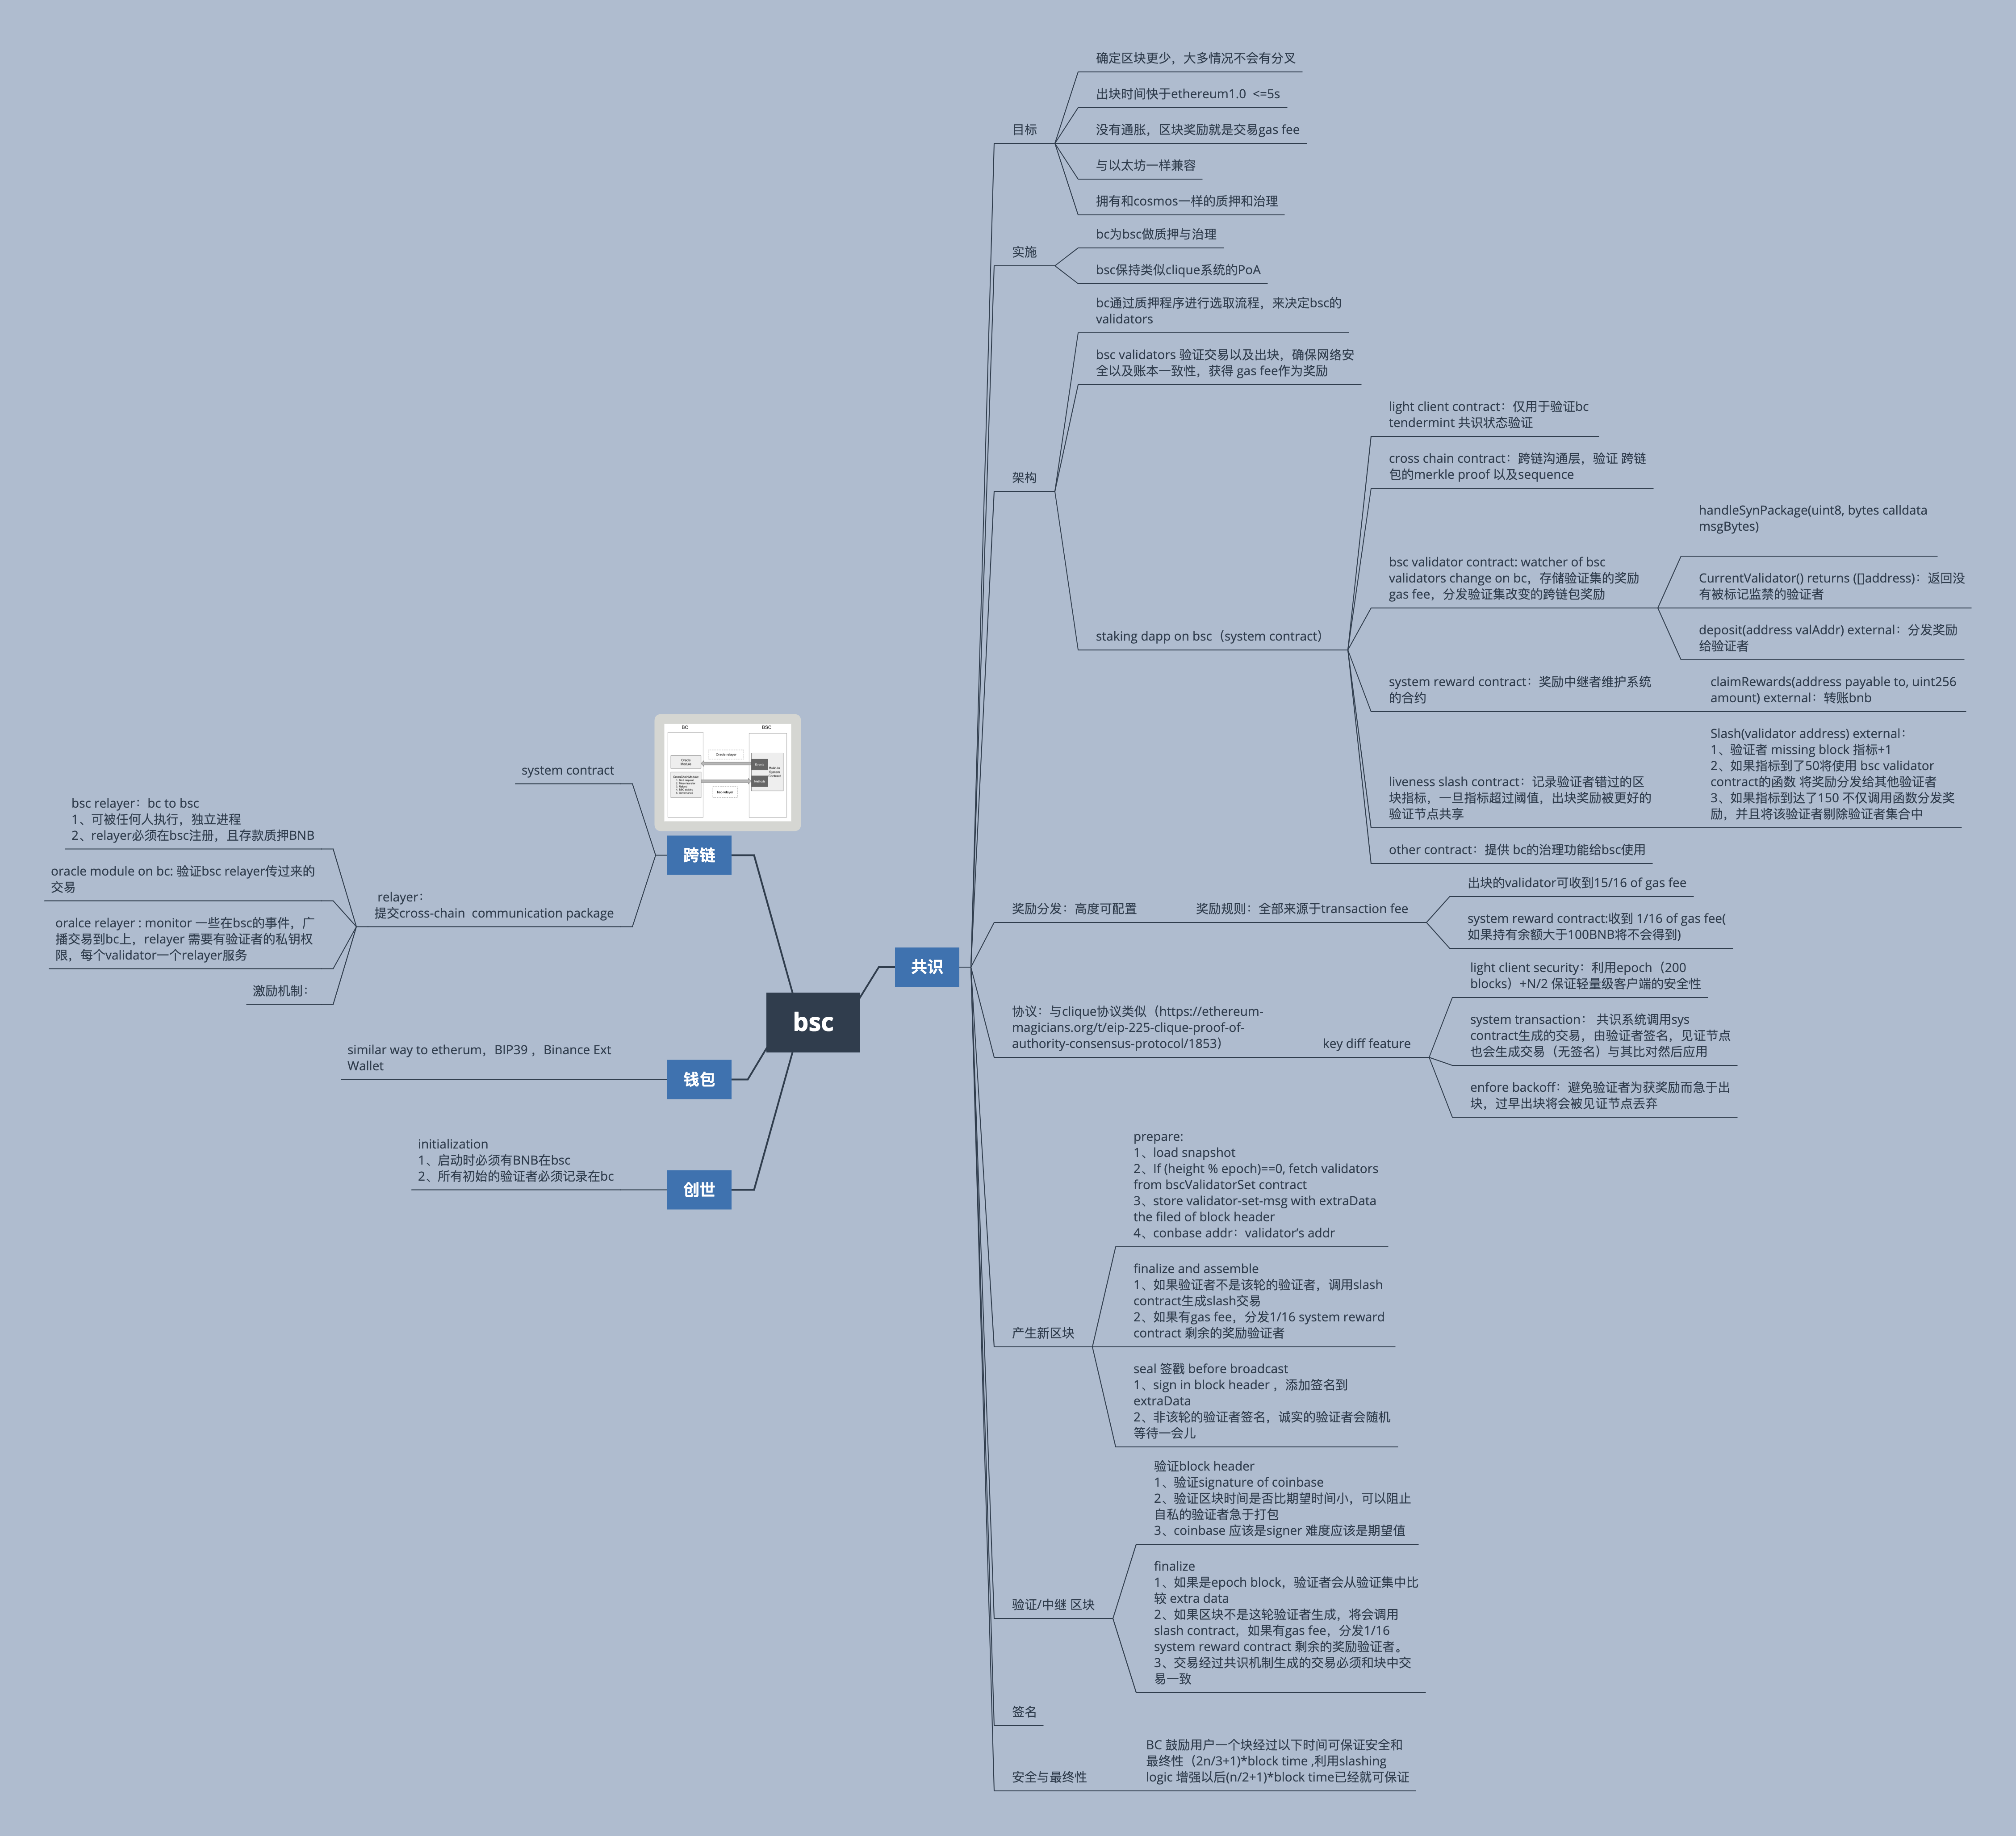 确定区块更少，大多情况不会有分叉
出块时间快于ethereum1.0  <=5s
目标
没有通胀，区块奖励就是交易gas fee
与以太坊一样兼容
拥有和cosmos一样的质押和治理
bc为bsc做质押与治理
实施
bsc保持类似clique系统的PoA
bc通过质押程序进行选取流程，来决定bsc的
validators
bsc validators 验证交易以及出块，确保网络安
全以及账本一致性，获得 gas fee作为奖励
架构
staking dapp on bsc（system contract）
light client contract：仅用于验证bc
tendermint 共识状态验证
cross chain contract：跨链沟通层，验证 跨链
包的merkle proof 以及sequence
bsc validator contract: watcher of bsc
validators change on bc，存储验证集的奖励
gas fee，分发验证集改变的跨链包奖励
handleSynPackage(uint8, bytes calldata
msgBytes)
CurrentValidator() returns ([]address)：返回没
有被标记监禁的验证者
deposit(address valAddr) external：分发奖励
给验证者
system reward contract：奖励中继者维护系统
的合约
claimRewards(address payable to, uint256
amount) external：转账bnb
liveness slash contract：记录验证者错过的区
块指标，一旦指标超过阈值，出块奖励被更好的
验证节点共享
Slash(validator address) external：
1、验证者 missing block 指标+1
2、如果指标到了50将使用 bsc validator
contract的函数 将奖励分发给其他验证者
3、如果指标到达了150 不仅调用函数分发奖
励，并且将该验证者剔除验证者集合中
other contract：提供 bc的治理功能给bsc使用
BC
BSC
Oracle relayer
Oracle
Module
Build-in
System
Contract
bsc relayer
跨链
system contract
relayer：
提交cross-chain  communication package
bsc relayer：bc to bsc
1、可被任何人执行，独立进程
2、relayer必须在bsc注册，且存款质押BNB
oracle module on bc: 验证bsc relayer传过来的
交易
oralce relayer : monitor 一些在bsc的事件，广
播交易到bc上，relayer 需要有验证者的私钥权
限，每个validator一个relayer服务
激励机制：
共识
bsc
钱包
similar way to etherum，BIP39 ，Binance Ext
Wallet
创世
initialization
1、启动时必须有BNB在bsc
2、所有初始的验证者必须记录在bc
奖励分发：高度可配置
奖励规则：全部来源于transaction fee
出块的validator可收到15/16 of gas fee
system reward contract:收到 1/16 of gas fee(
如果持有余额大于100BNB将不会得到)
协议：与clique协议类似（https://ethereum-
magicians.org/t/eip-225-clique-proof-of-
authority-consensus-protocol/1853）
key diff feature
light client security：利用epoch（200
blocks）+N/2 保证轻量级客户端的安全性
system transaction： 共识系统调用sys
contract生成的交易，由验证者签名，见证节点
也会生成交易（无签名）与其比对然后应用
enfore backoff：避免验证者为获奖励而急于出
块，过早出块将会被见证节点丢弃
产生新区块
prepare:
1、load snapshot
2、If (height % epoch)==0, fetch validators
from bscValidatorSet contract
3、store validator-set-msg with extraData
the filed of block header
4、conbase addr：validator’s addr
finalize and assemble
1、如果验证者不是该轮的验证者，调用slash
contract生成slash交易
2、如果有gas fee，分发1/16 system reward
contract 剩余的奖励验证者
seal 签戳 before broadcast
1、sign in block header ，添加签名到
extraData
2、非该轮的验证者签名，诚实的验证者会随机
等待一会儿
验证/中继 区块
验证block header
1、验证signature of coinbase
2、验证区块时间是否比期望时间小，可以阻止
自私的验证者急于打包
3、coinbase 应该是signer 难度应该是期望值
finalize
1、如果是epoch block，验证者会从验证集中比
较 extra data
2、如果区块不是这轮验证者生成，将会调用
slash contract，如果有gas fee，分发1/16
system reward contract 剩余的奖励验证者。
3、交易经过共识机制生成的交易必须和块中交
易一致
签名
安全与最终性
BC 鼓励用户一个块经过以下时间可保证安全和
最终性（2n/3+1)*block time ,利用slashing
logic 增强以后(n/2+1)*block time已经就可保证